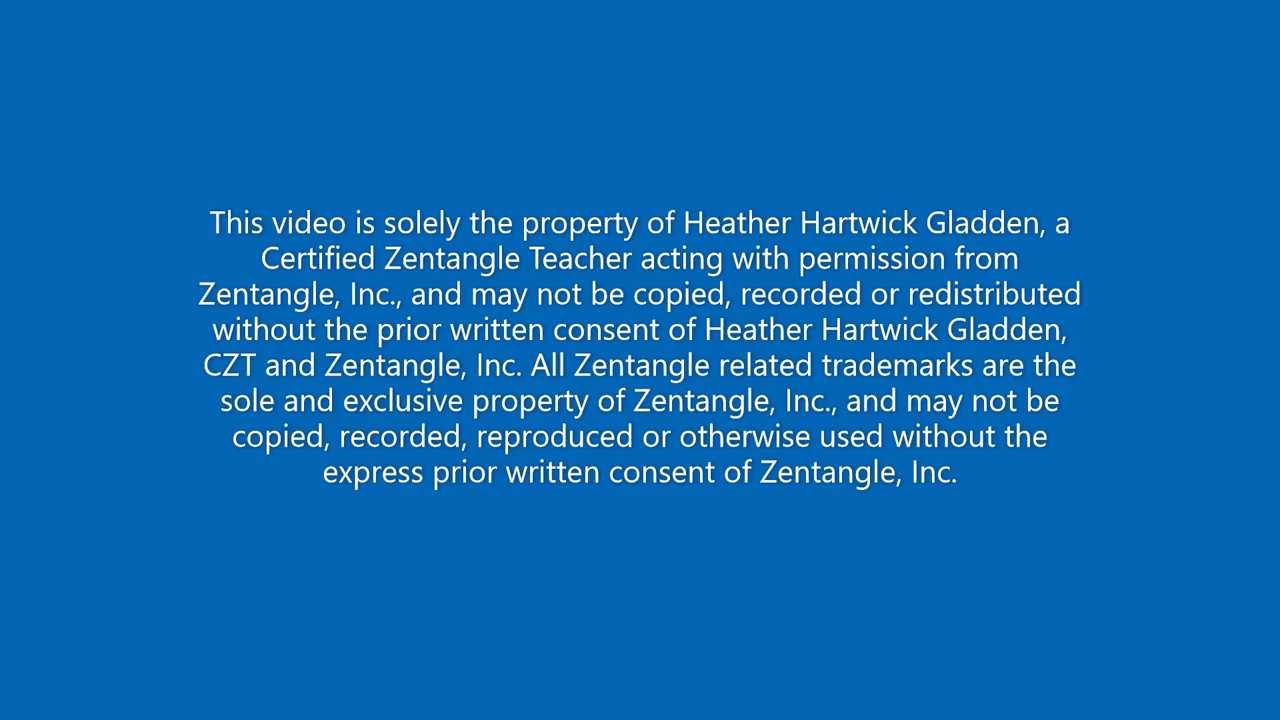 This video is solely the property of Heather Hartwick Gladden, a
Certified Zentangle Teacher acting with permission from
Zentangle, Inc., and may not be copied, recorded or redistributed
without the prior written consent of Heather Hartwick Gladden,
CZT and Zentangle, Inc. All Zentangle related trademarks are the
sole and exclusive property of Zentangle, Inc., and may not be
copied, recorded, reproduced or otherwise used without the
express prior written consent of Zentangle, Inc.